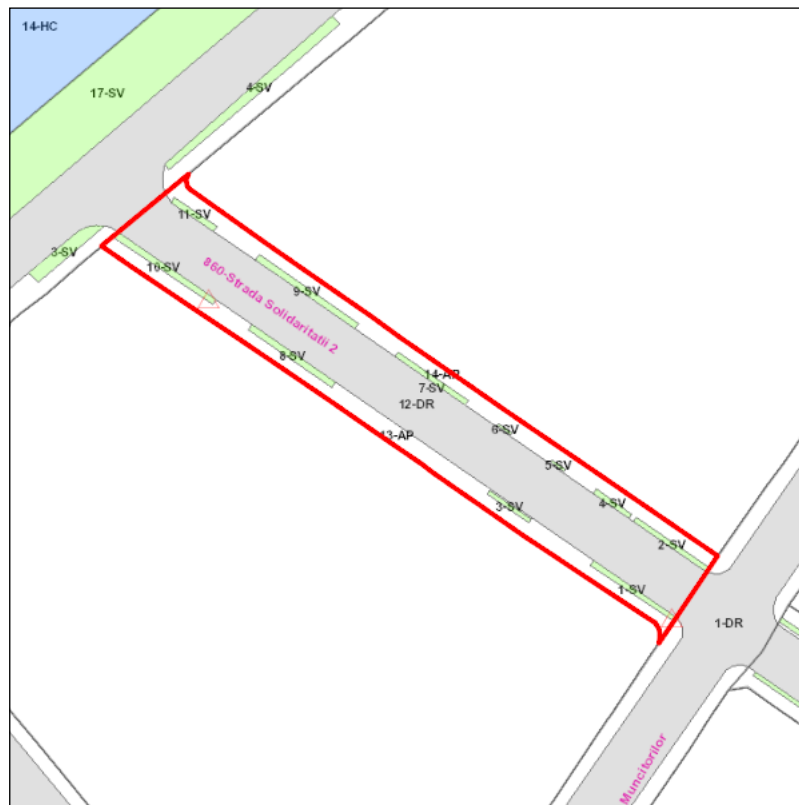 14-HC
17-SV
4-SV
11-SV
3-SV
10-SV
860-Strada Solidaritatii 2
9-SV
8-SV
14-AP
7-SV
12-DR
13-AP
6-SV
5-SV
4-SV
3-SV
2-SV
1-SV
1-DR
Muncitorilor